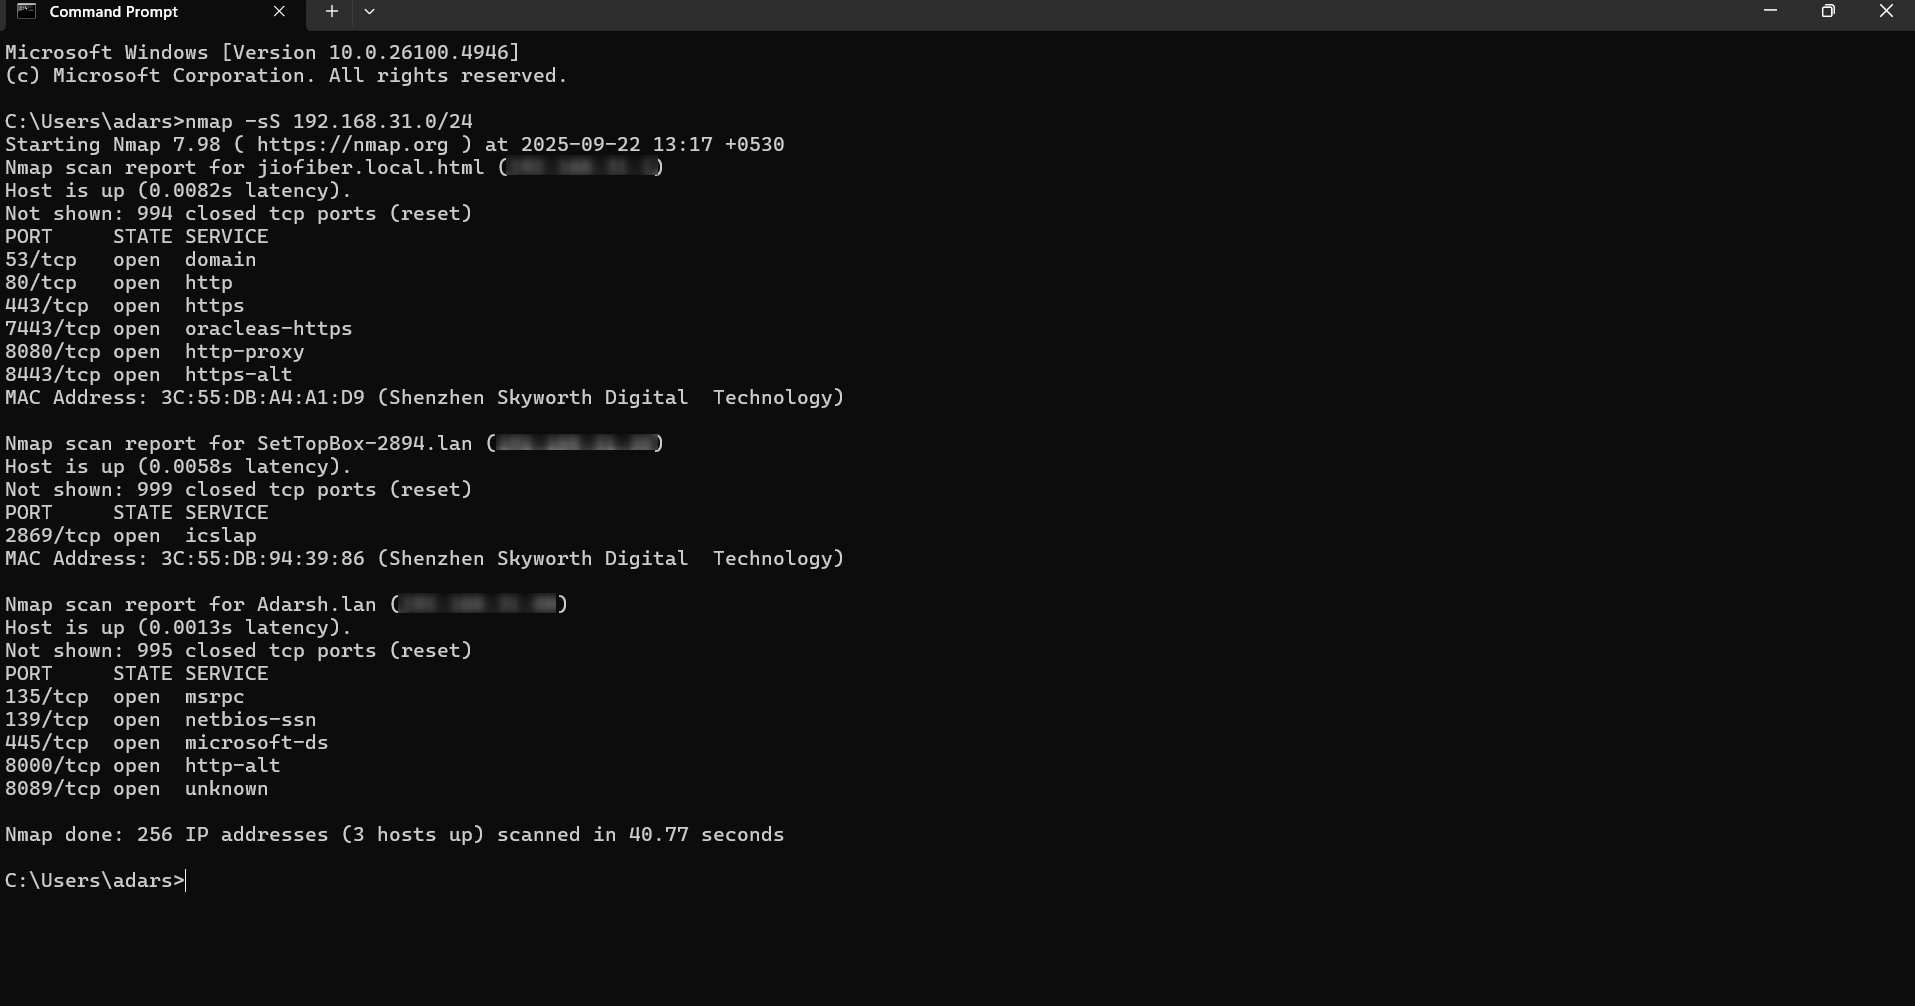 Command Prompt
Microsoft Windows [Version 10.0.26100.4946]
(c) Microsoft Corporation. All rights reserved.
C:\Users\adars>nmap -sS 192.168.31.0/24
Starting Nmap 7.98 ( https://nmap.org ) at 2025-09-22 13:17 +0530
Nmap scan report for jiofiber.local.html ()
Host is up (0.0082s latency).
Not shown: 994 closed tcp ports (reset)
PORT     STATE SERVICE
53/tcp   open  domain
80/tcp   open  http
443/tcp  open  https
7443/tcp open  oracleas-https
8080/tcp open  http-proxy
8443/tcp open  https-alt
MAC Address: 3C:55:DB:A4:A1:D9 (Shenzhen Skyworth Digital  Technology)
Nmap scan report for SetTopBox-2894.lan ()
Host is up (0.0058s latency).
Not shown: 999 closed tcp ports (reset)
PORT     STATE SERVICE
2869/tcp open  icslap
MAC Address: 3C:55:DB:94:39:86 (Shenzhen Skyworth Digital  Technology)
Nmap scan report for Adarsh.lan ()
Host is up (0.0013s latency).
Not shown: 995 closed tcp ports (reset)
PORT     STATE SERVICE
135/tcp  open  msrpc
139/tcp  open  netbios-ssn
445/tcp  open  microsoft-ds
8000/tcp open  http-alt
8089/tcp open  unknown
Nmap done: 256 IP addresses (3 hosts up) scanned in 40.77 seconds
C:\Users\adars>